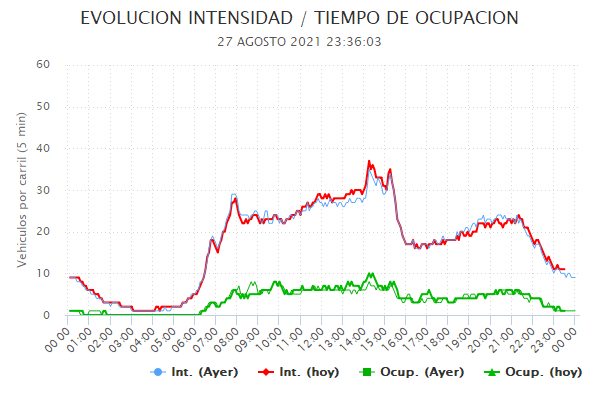 EVOLUCION INTENSIDAD / TIEMPO DE OCUPACION
27 AGOSTO 2021 23:36:03
Vehiculos por carril (5 min)
60
50
40
30
20
10
0
00:00 01:00 02:00 03:00 04:00 05:00 06:00 07:00 08:00 09:00 10:00 11:00 12:00 13:00 14:00 15:00 16:00 17:00 18:00 19:00 20:00 21:00 22:00 23:00 00:00
Int. (Ayer) Int. (hoy) Ocup. (Ayer) Ocup. (hoy)